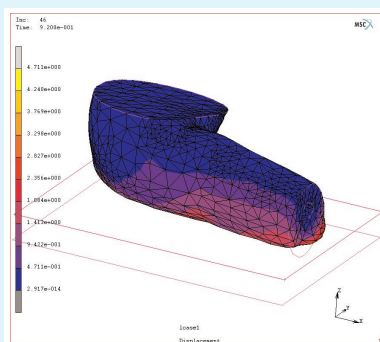 Inc: 46
Time: 9.200e-001
MSC
4.711e+000
4.240e+000
3.769e+000
3.298e+000
2.827e+000
2.356e+000
1.884e+000
1.413e+000
9.422e-001
4.711e-001
2.917e-014
Z
Y
X
lcase1
Displacement